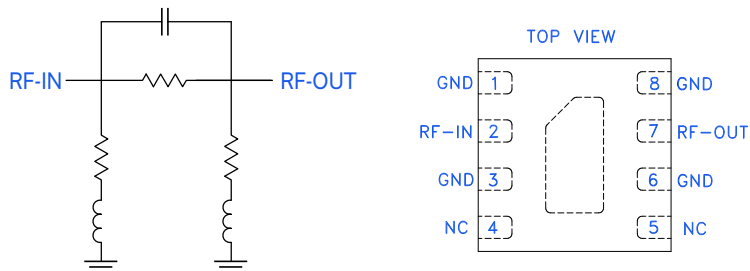 RF-IN
RF-OUT
TOP VIEW
GND 1 8 GND
RF-IN 2 7 RF-OUT
GND 3 6 GND
NC 4 5 NC